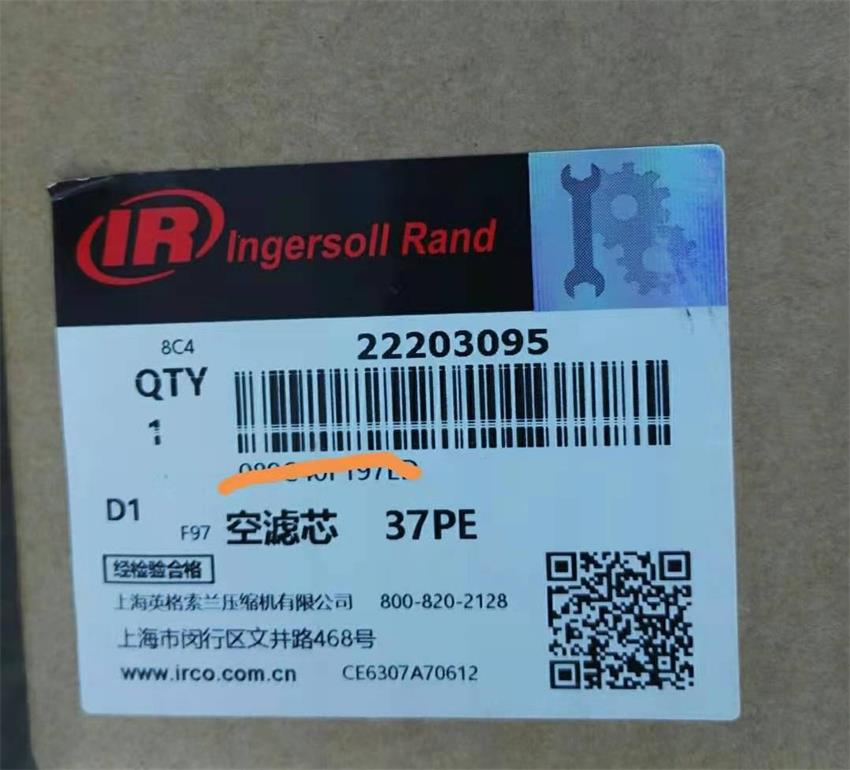 IR Ingersoll Rand
8C4
22203095
QTY
1
D1
F97 空滤芯 37PE
经检验合格
上海英格索兰压缩机有限公司 800-820-2128
上海市闵行区文井路468号
www.irco.com.cn CE6307A70612